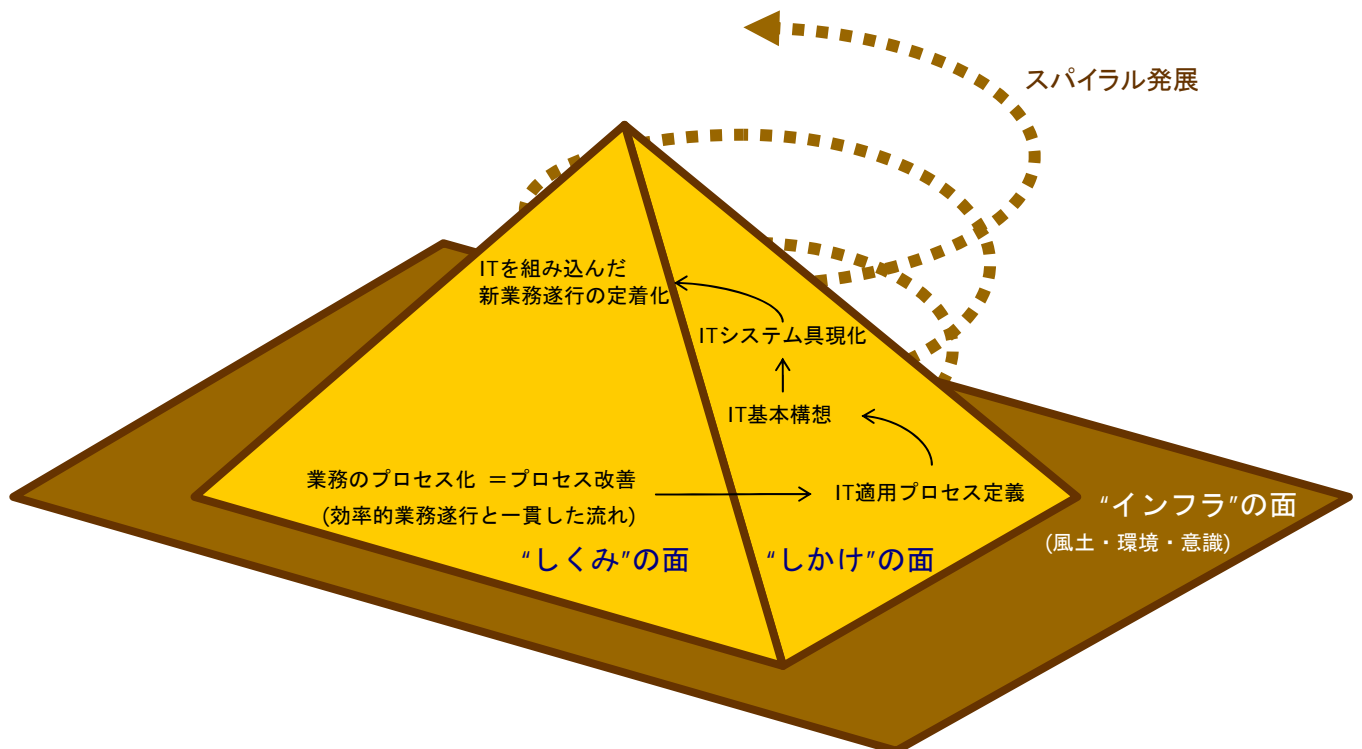 スパイラル発展
ITを組み込んだ
新業務遂行の定着化
ITシステム具現化
IT基本構想
業務のプロセス化 ＝プロセス改善
(効率的業務遂行と一貫した流れ)
IT適用プロセス定義
“インフラ”の面
(風土・環境・意識)
“しくみ”の面
“しかけ”の面